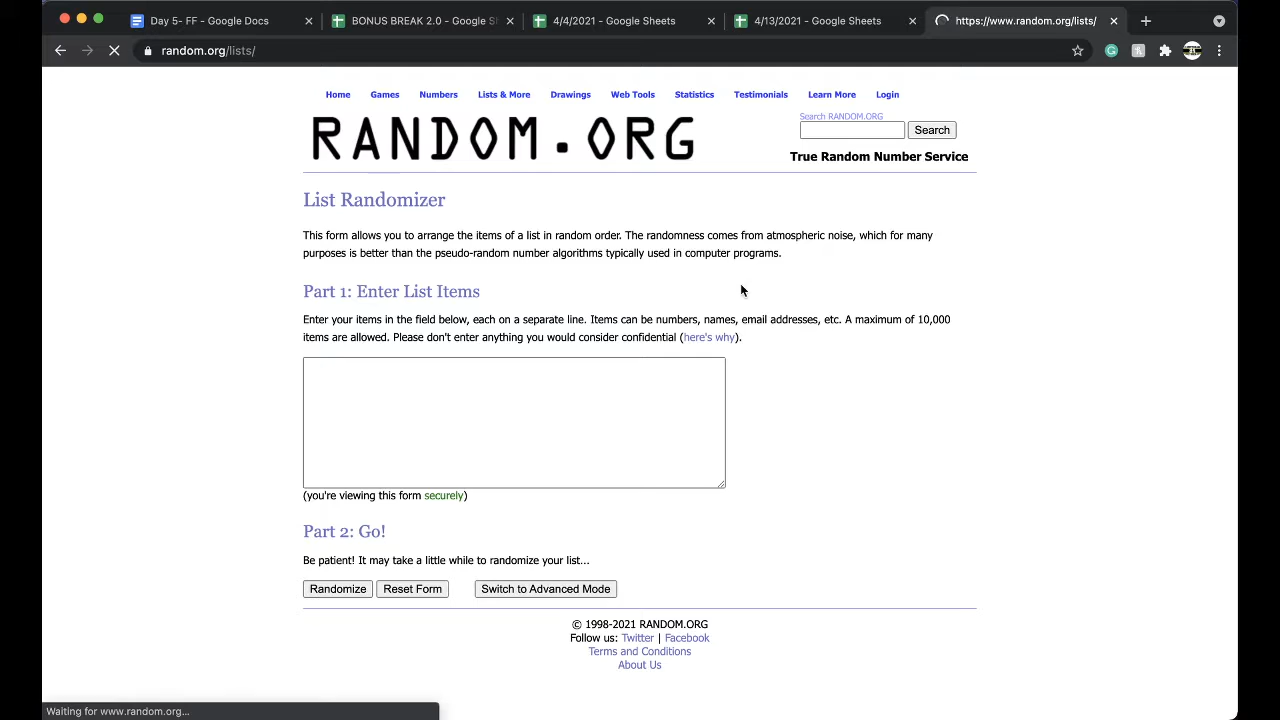 Day 5- FF - Google Docs
BONUS BREAK 2.0 - Google S
4/4/2021 - Google Sheets
4/13/2021 - Google Sheets
https://www.random.org/lists/
random.org/lists/
Home Games Numbers Lists & More Drawings Web Tools Statistics Testimonials Learn More Login
RANDOM.ORG
Search RANDOM.ORG
Search
True Random Number Service
List Randomizer
This form allows you to arrange the items of a list in random order. The randomness comes from atmospheric noise, which for many
purposes is better than the pseudo-random number algorithms typically used in computer programs.
Part 1: Enter List Items
Enter your items in the field below, each on a separate line. Items can be numbers, names, email addresses, etc. A maximum of 10,000
items are allowed. Please don't enter anything you would consider confidential (here's why).
(you're viewing this form securely)
Part 2: Go!
Be patient! It may take a little while to randomize your list...
Randomize Reset Form Switch to Advanced Mode
© 1998-2021 RANDOM.ORG
Follow us: Twitter | Facebook
Terms and Conditions
About Us
Waiting for www.random.org...